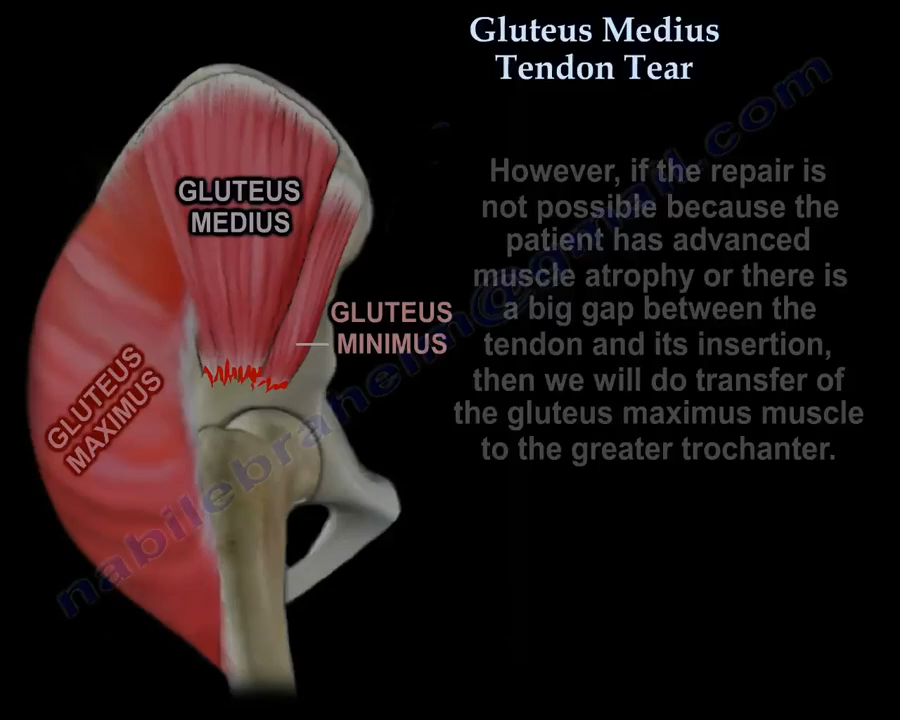 Gluteus Medius
Tendon Tear
However, if the repair is
not possible because the
patient has advanced
muscle atrophy or there is
a big gap between the
tendon and its insertion,
then we will do transfer of
the gluteus maximus muscle
to the greater trochanter.
GLUTEUS
MEDIUS
GLUTEUS
MINIMUS
GLUTEUS
MAXIMUS
nabilebraheim@gmail.com